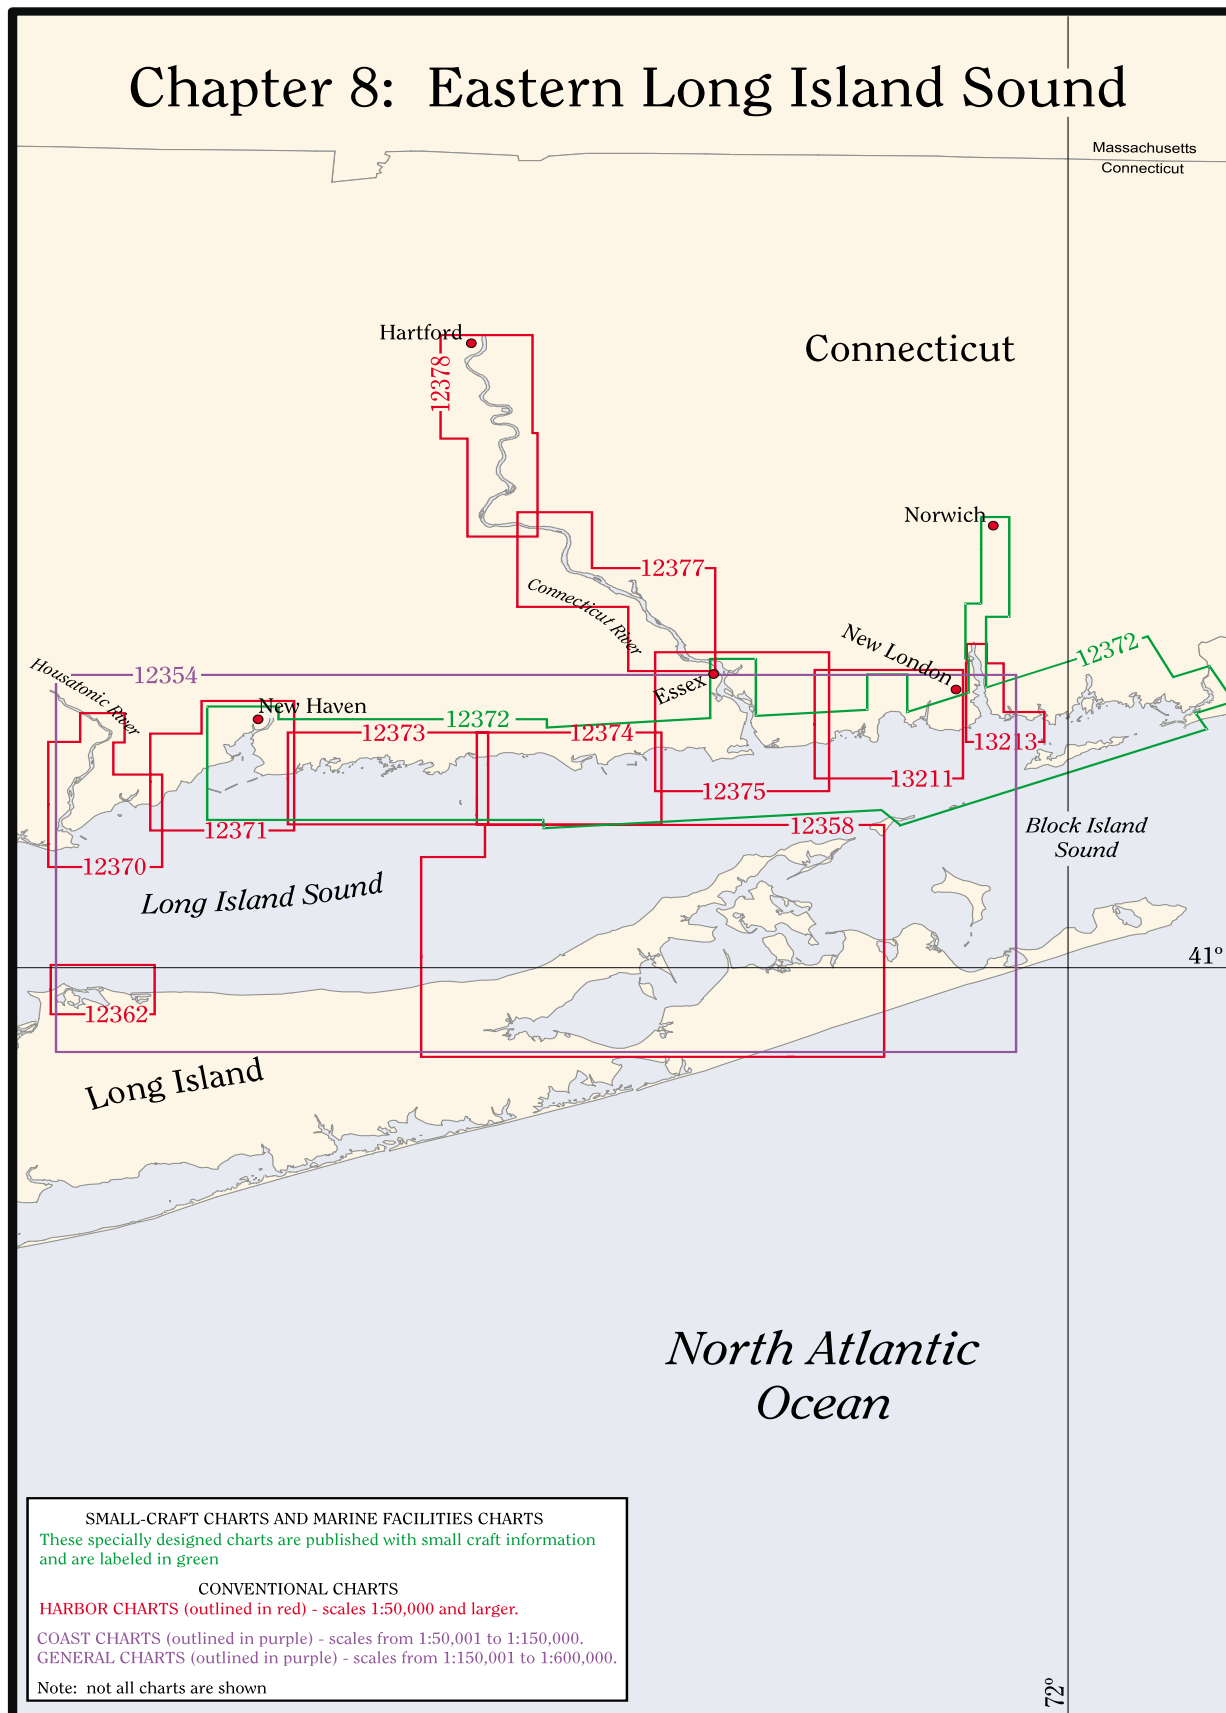 Chapter 8:  Eastern Long Island Sound
Massachusetts
Connecticut
Hartford
Connecticut
12378
Norwich
12377
Connecticut River
New London
12372
Housatonic River
12354
Essex
New Haven
12372
12373
12374
13213
13211
12375
12371
12358
Block Island
Sound
12370
Long Island Sound
41°
12362
Long Island
North Atlantic
Ocean
SMALL-CRAFT CHARTS AND MARINE FACILITIES CHARTS
These specially designed charts are published with small craft information
and are labeled in green
CONVENTIONAL CHARTS
HARBOR CHARTS (outlined in red) - scales 1:50,000 and larger.
COAST CHARTS (outlined in purple) - scales from 1:50,001 to 1:150,000.
GENERAL CHARTS (outlined in purple) - scales from 1:150,001 to 1:600,000.
Note:  not all charts are shown
72°